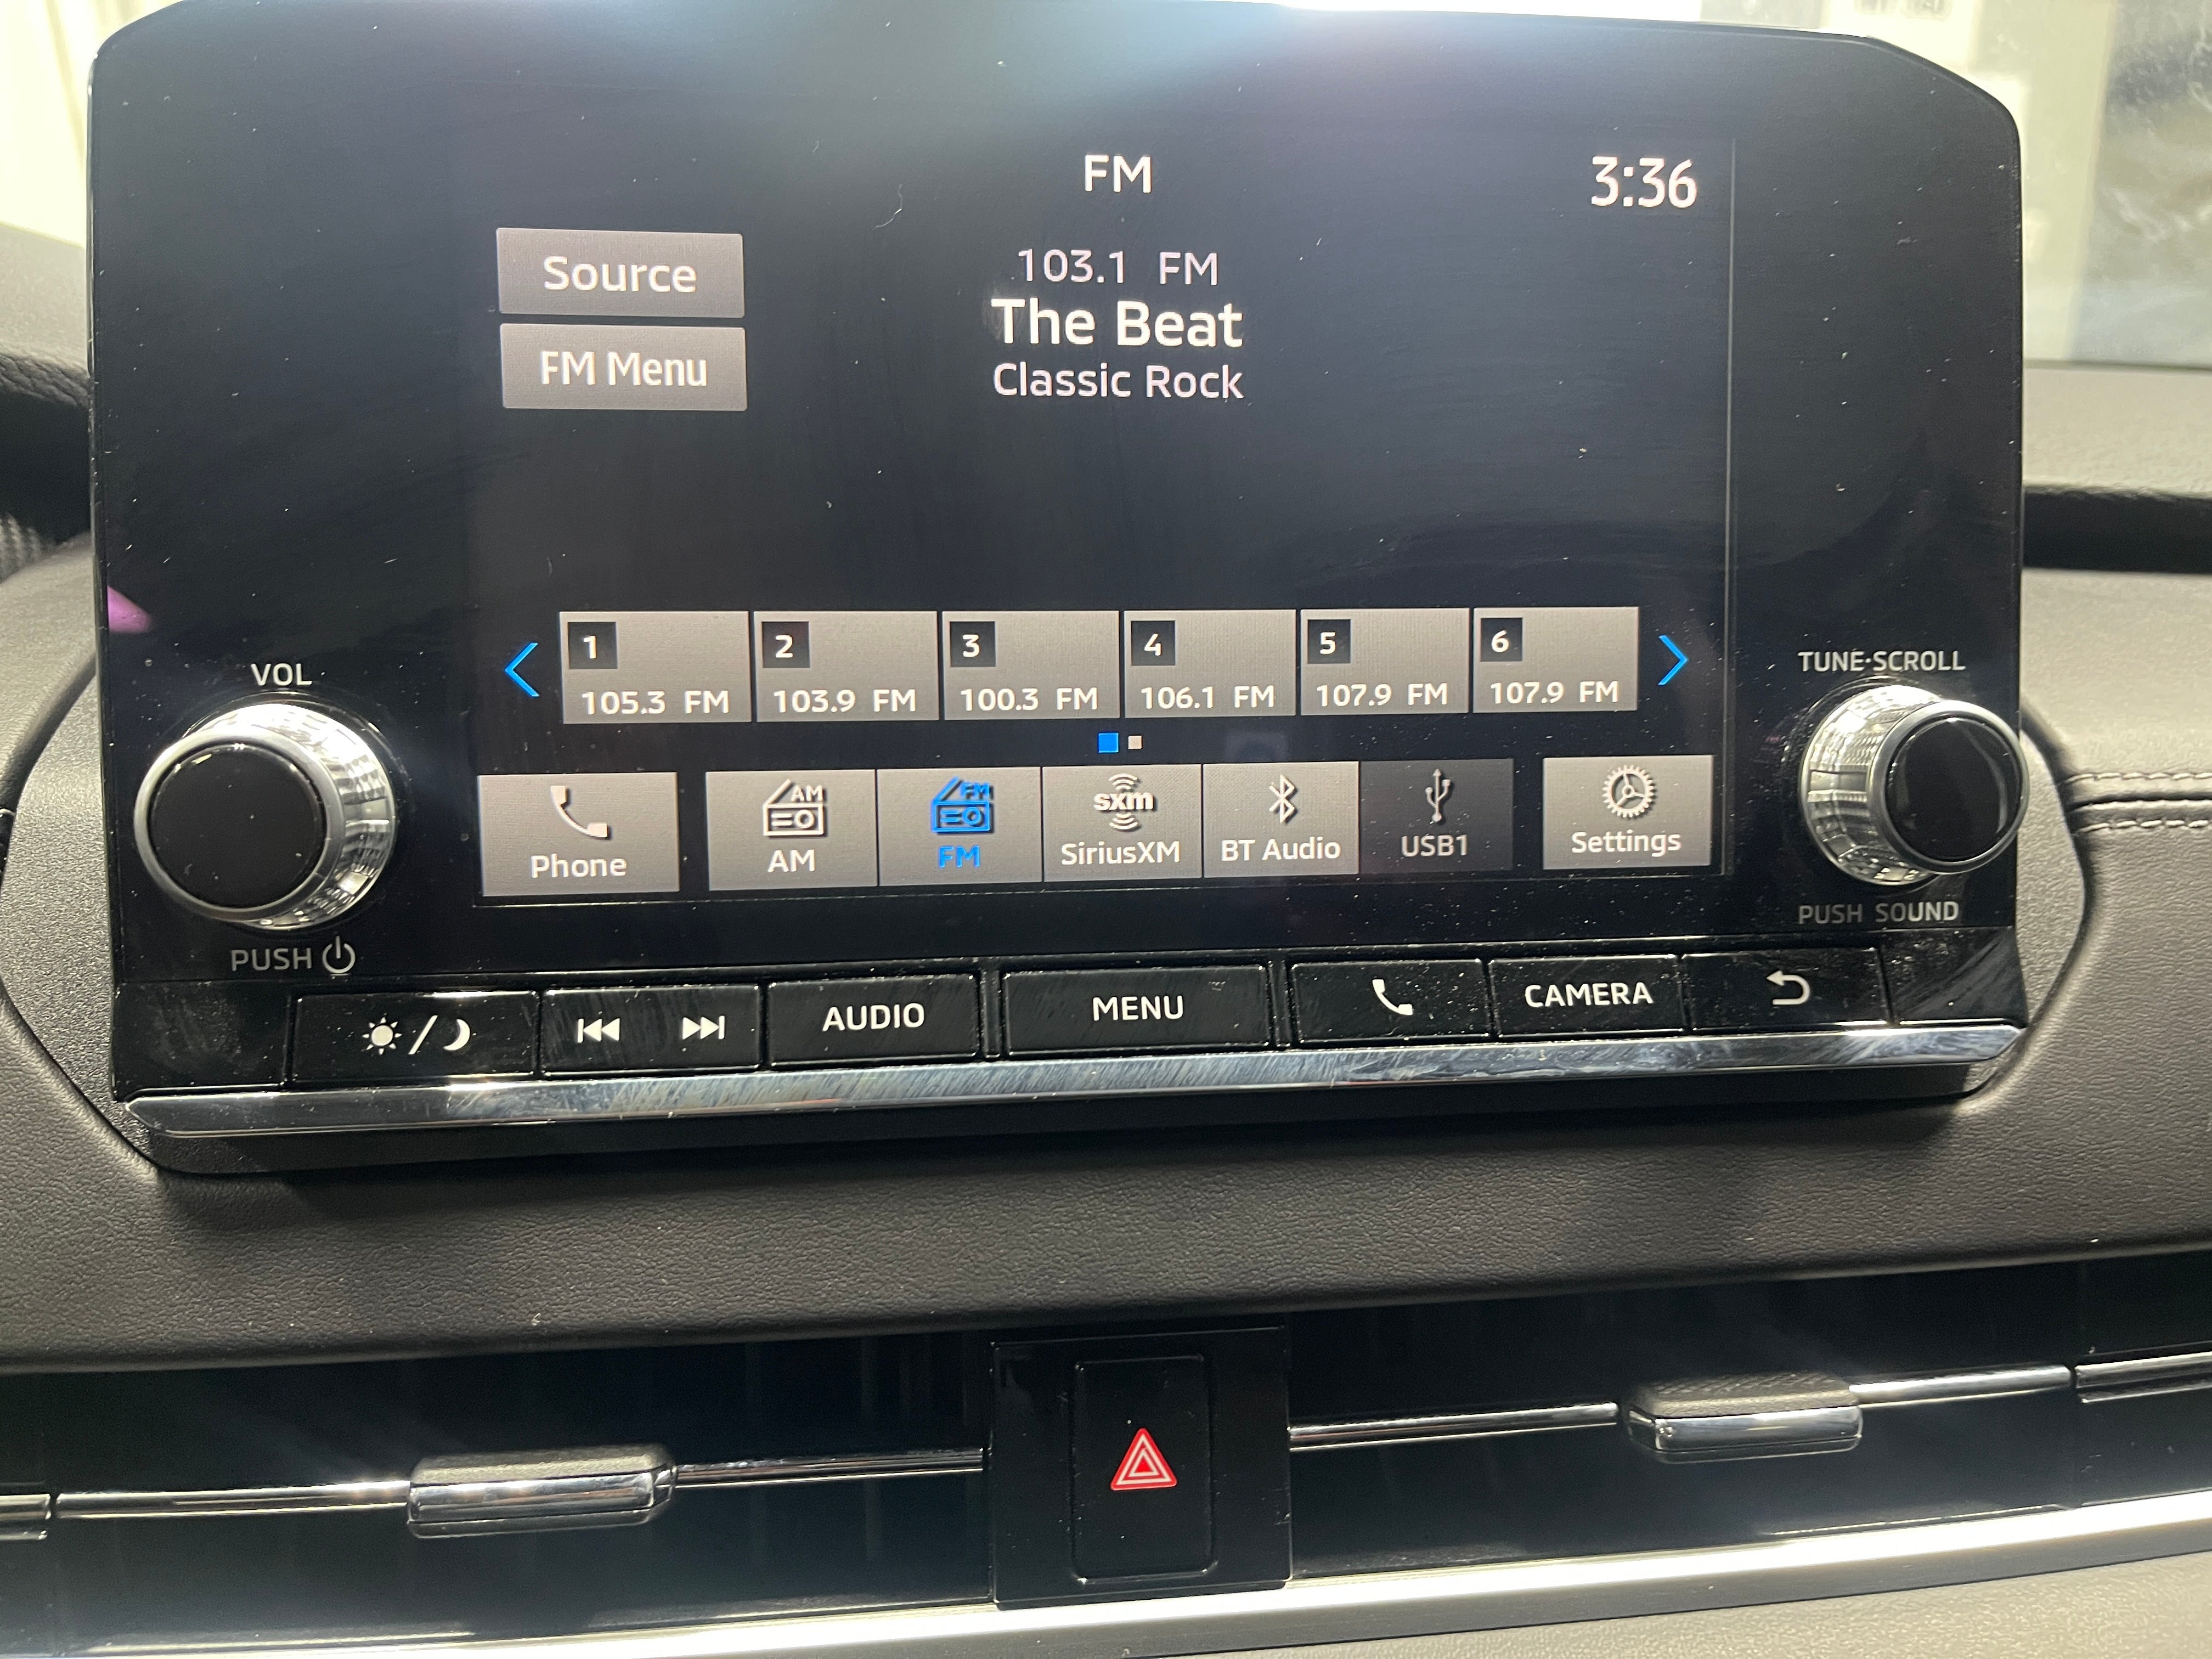 FM
3:36
Source
103.1 FM
The Beat
FM Menu
Classic Rock
1 2 3 4 5 6
105.3 FM 103.9 FM 100.3 FM 106.1 FM 107.9 FM 107.9 FM
VOL
TUNE·SCROLL
AM FM sxm
Phone AM FM SiriusXM BT Audio USB1 Settings
PUSH
PUSH SOUND
AUDIO MENU CAMERA